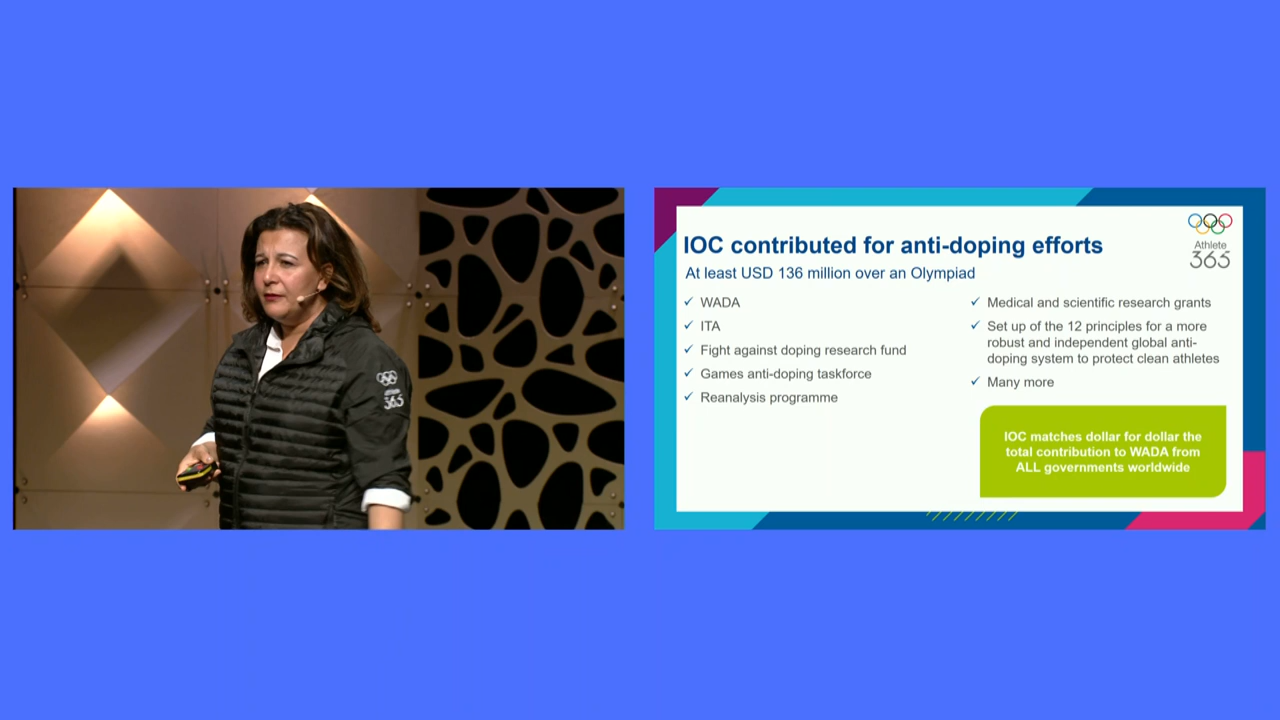 365
IOC contributed for anti-doping efforts
At least USD 136 million over an Olympiad
Athlete
365
WADA
ITA
Fight against doping research fund
Games anti-doping taskforce
Reanalysis programme
Medical and scientific research grants
Set up of the 12 principles for a more
robust and independent global anti-
doping system to protect clean athletes
Many more
IOC matches dollar for dollar the
total contribution to WADA from
ALL governments worldwide